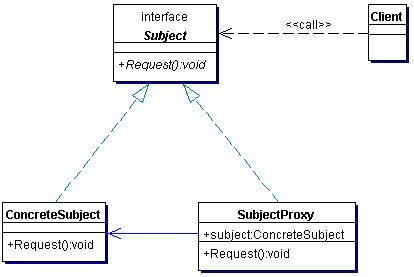 interface
Subject
+Request():void
<<call>>
Client
ConcreteSubject
+Request():void
SubjectProxy
+subject:ConcreteSubject
+Request():void